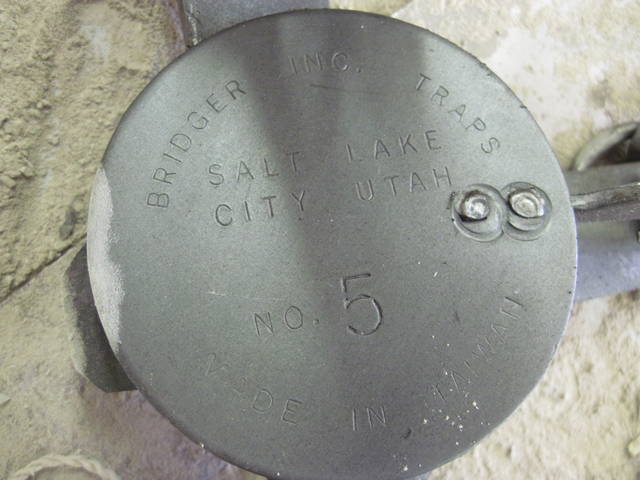 BRIDGER INC. TRAPS
SALT LAKE
CITY UTAH
NO. 5
MADE IN TAIWAN